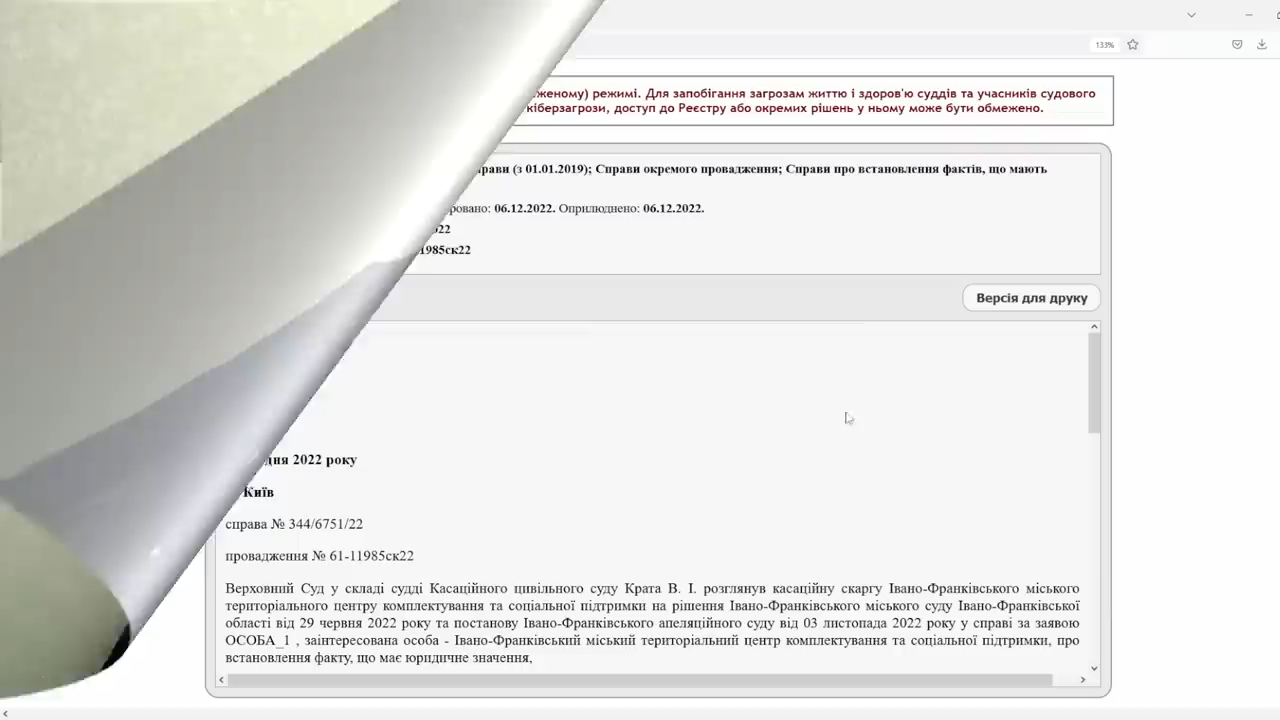 133%
режимі. Для запобігання загрозам життю і здоров'ю суддів та учасників судового
кіберзагрози, доступ до Реєстру або окремих рішень у ньому може бути обмежено.
(з 01.01.2019); Справи окремого провадження; Справи про встановлення фактів, що мають
06.12.2022. Оприлюднено: 06.12.2022.
1985ск22
Версія для друку
2022 року
Київ
справа № 344/6751/22
провадження № 61-11985ск22
Верховний Суд у складі судді Касаційного цивільного суду Крата В. І. розглянув касаційну скаргу Івано-Франківського міського
територіального центру комплектування та соціальної підтримки на рішення Івано-Франківського міського суду Івано-Франківської
області від 29 червня 2022 року та постанову Івано-Франківського апеляційного суду від 03 листопада 2022 року у справі за заявою
ОСОБА_1 , заінтересована особа - Івано-Франківський міський територіальний центр комплектування та соціальної підтримки, про
встановлення факту, що має юридичне значення,